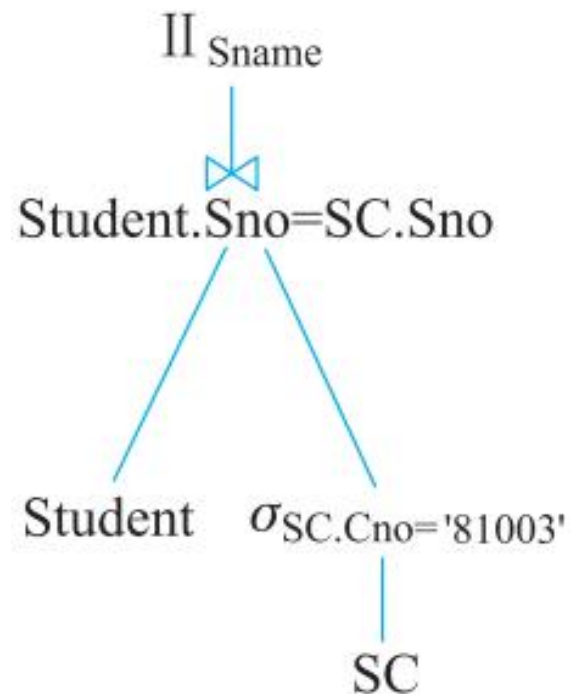 Π Sname
Student.Sno=SC.Sno
Student
σSC.Cno='81003'
SC